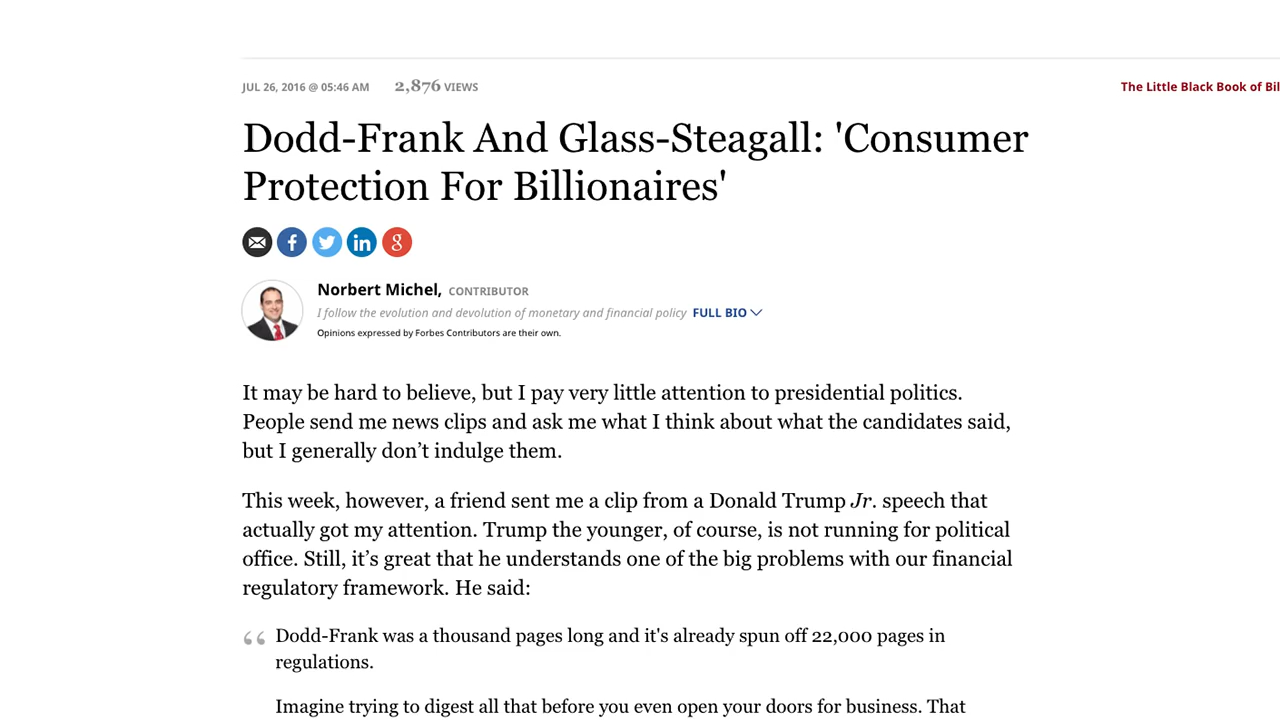 JUL 26, 2016 @ 05:46 AM 2,876 VIEWS The Little Black Book of Bil
Dodd-Frank And Glass-Steagall: 'Consumer
Protection For Billionaires'
Norbert Michel, CONTRIBUTOR
I follow the evolution and devolution of monetary and financial policy FULL BIO
Opinions expressed by Forbes Contributors are their own.
It may be hard to believe, but I pay very little attention to presidential politics.
People send me news clips and ask me what I think about what the candidates said,
but I generally don’t indulge them.
This week, however, a friend sent me a clip from a Donald Trump Jr. speech that
actually got my attention. Trump the younger, of course, is not running for political
office. Still, it’s great that he understands one of the big problems with our financial
regulatory framework. He said:
“ Dodd-Frank was a thousand pages long and it's already spun off 22,000 pages in
regulations.
Imagine trying to digest all that before you even open your doors for business. That